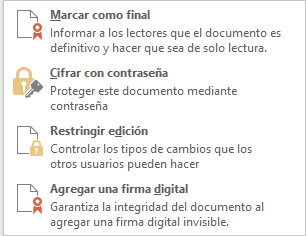 Marcar como final
Informar a los lectores que el documento es
definitivo y hacer que sea de solo lectura.
Cifrar con contraseña
Proteger este documento mediante
contraseña
Restringir edición
Controlar los tipos de cambios que los
otros usuarios pueden hacer
Agregar una firma digital
Garantiza la integridad del documento al
agregar una firma digital invisible.